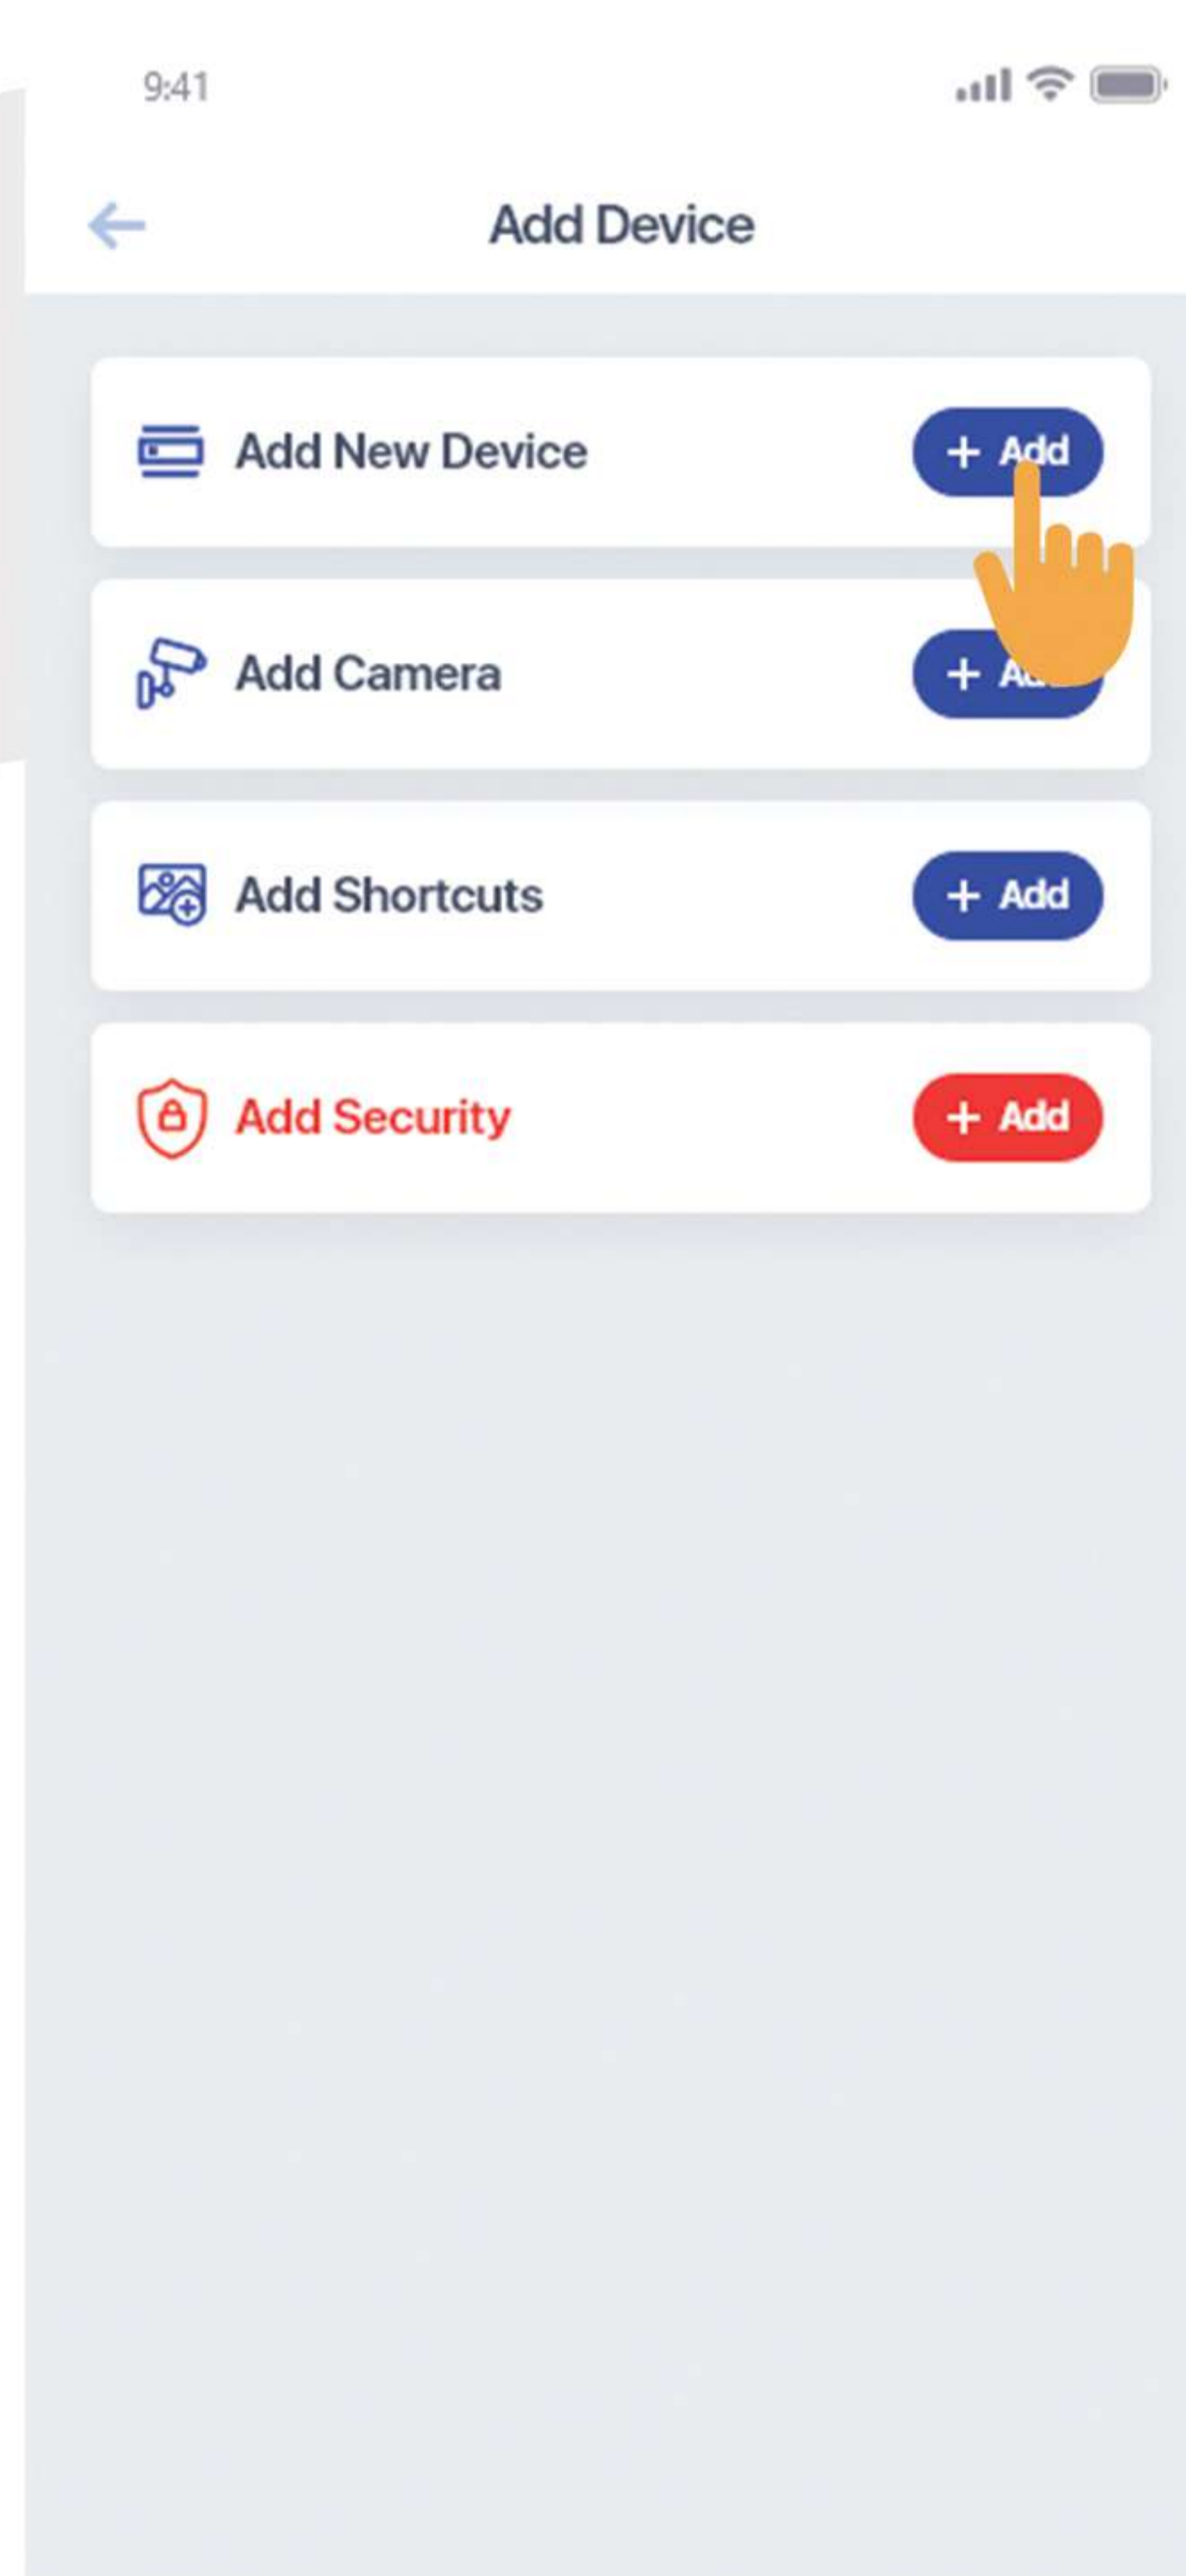 9:41
Add Device
Add New Device
+ Add
Add Camera
+
Add Shortcuts
+ Add
Add Security
+ Add